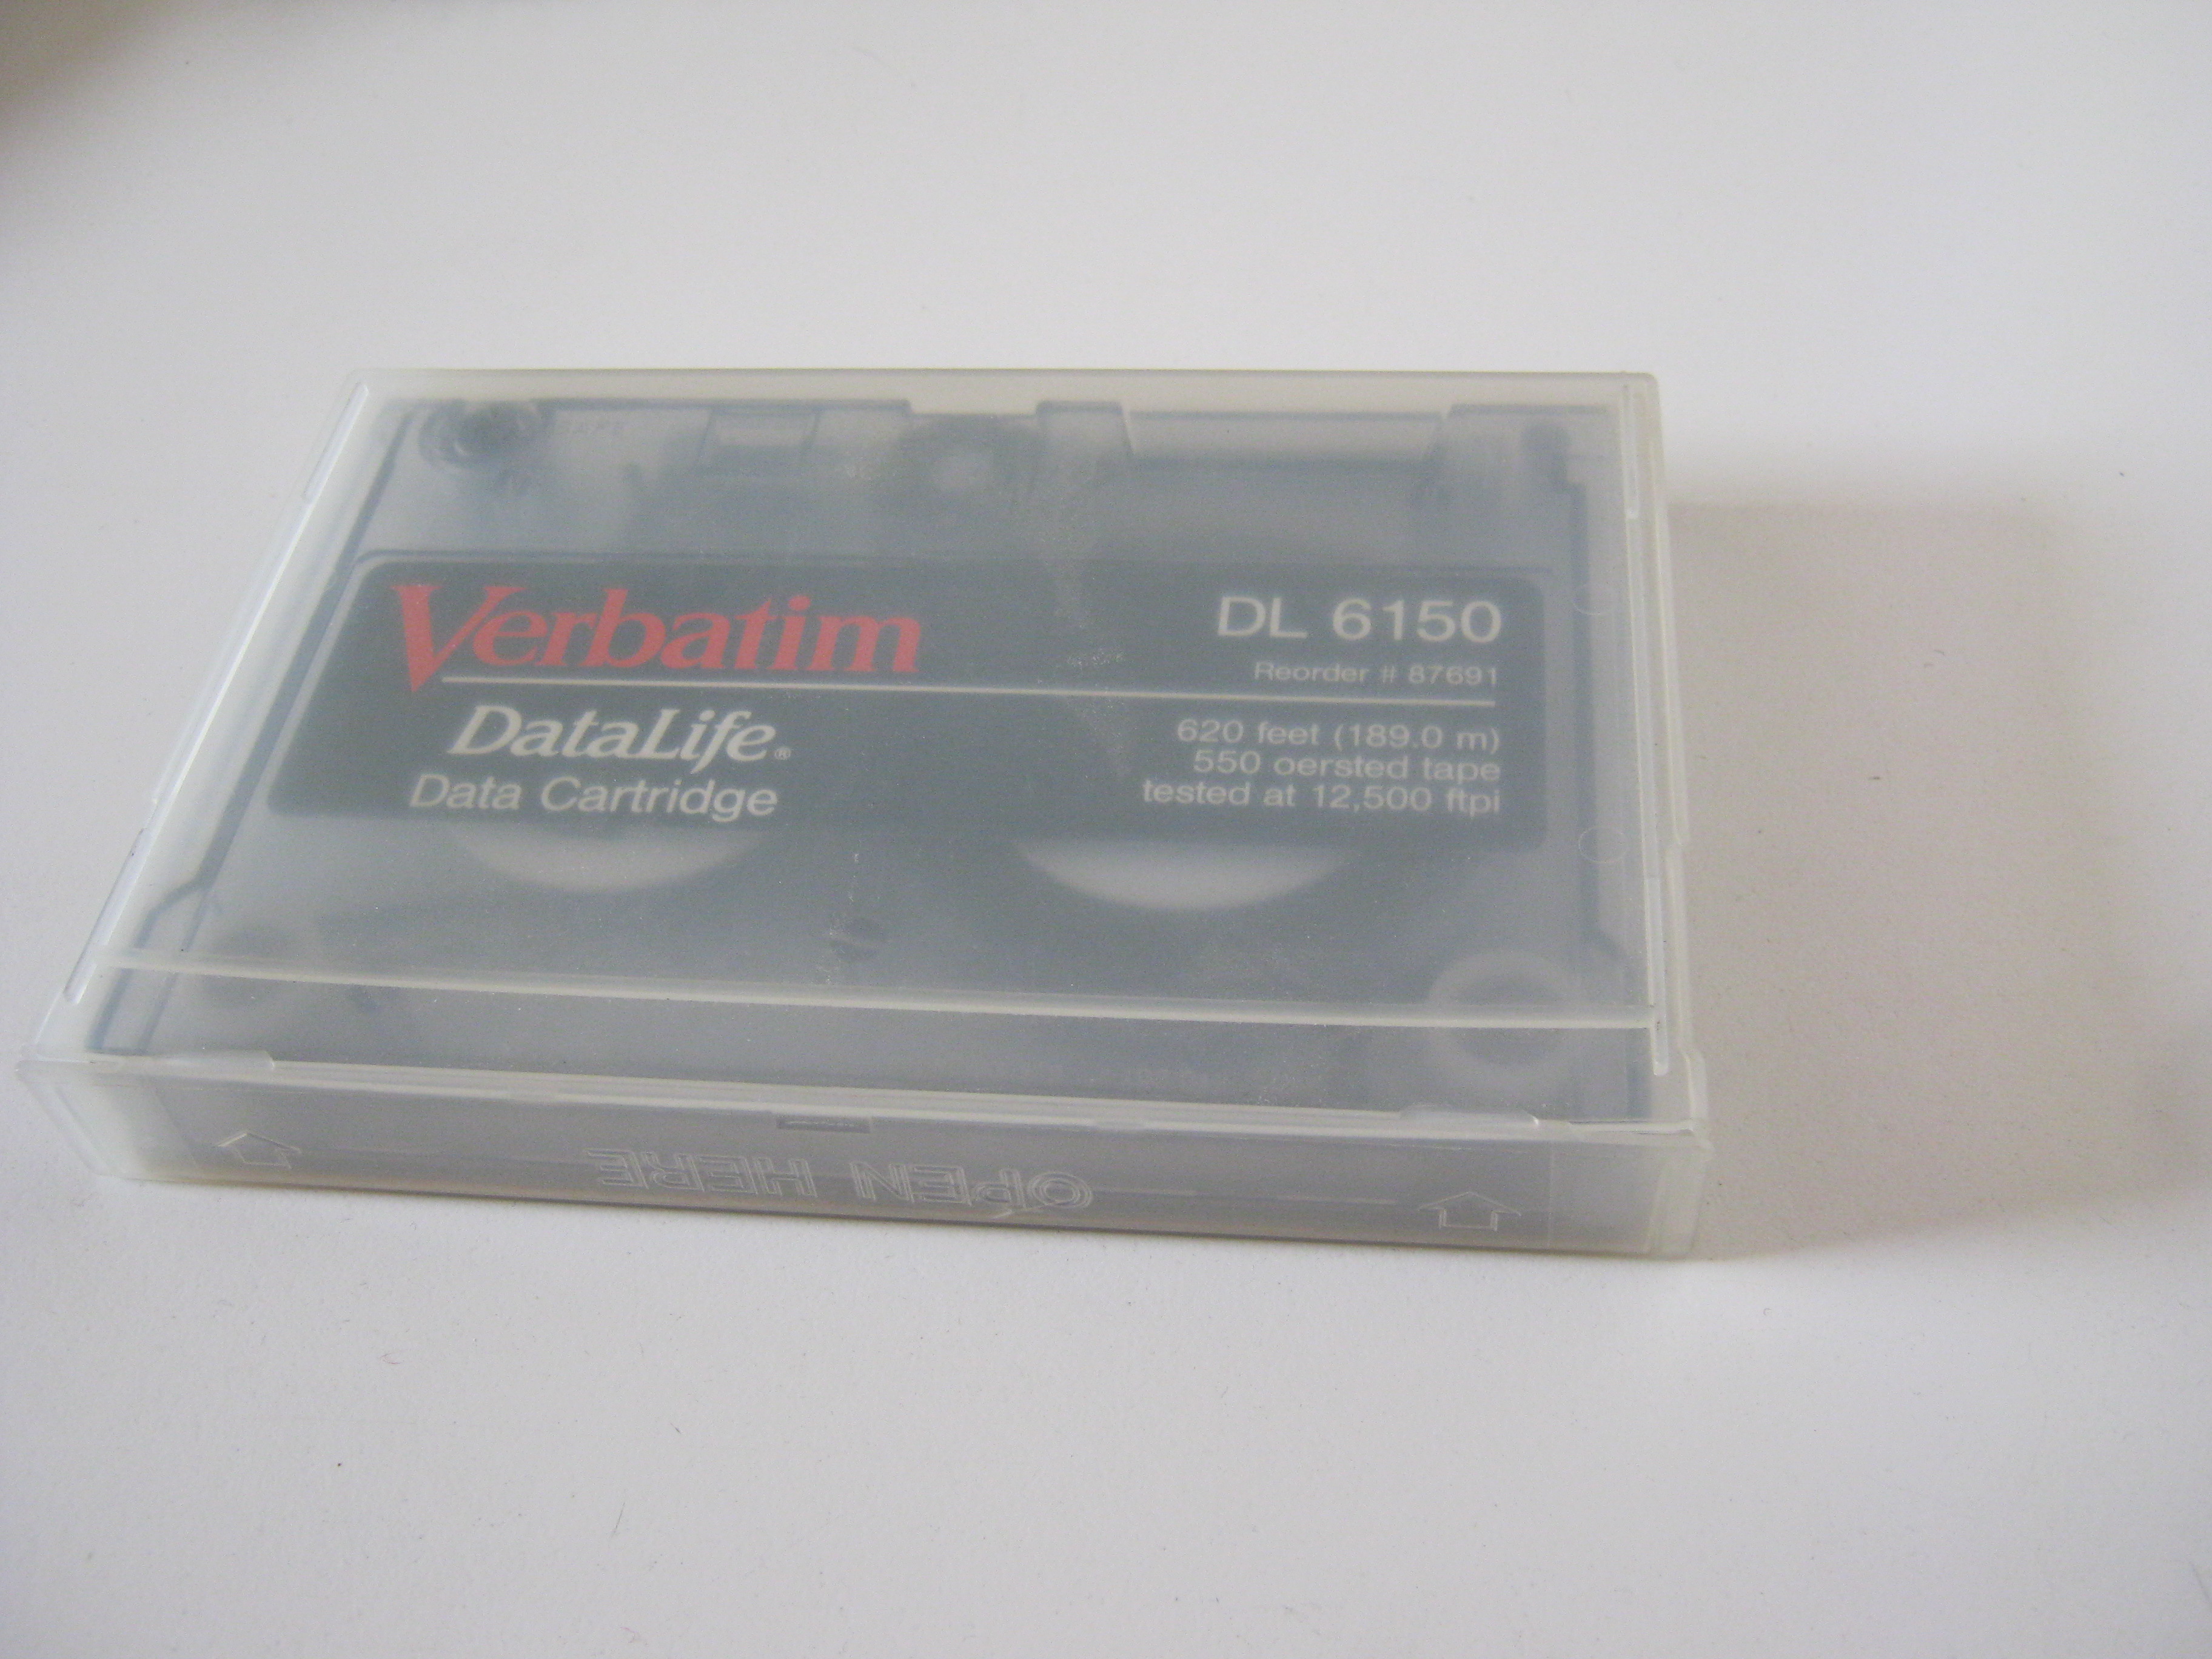 Verbatim
DL 6150
Reorder # 87691
DataLife®
Data Cartridge
620 feet (189.0 m)
550 oersted tape
tested at 12,500 ftpi
OPEN HERE